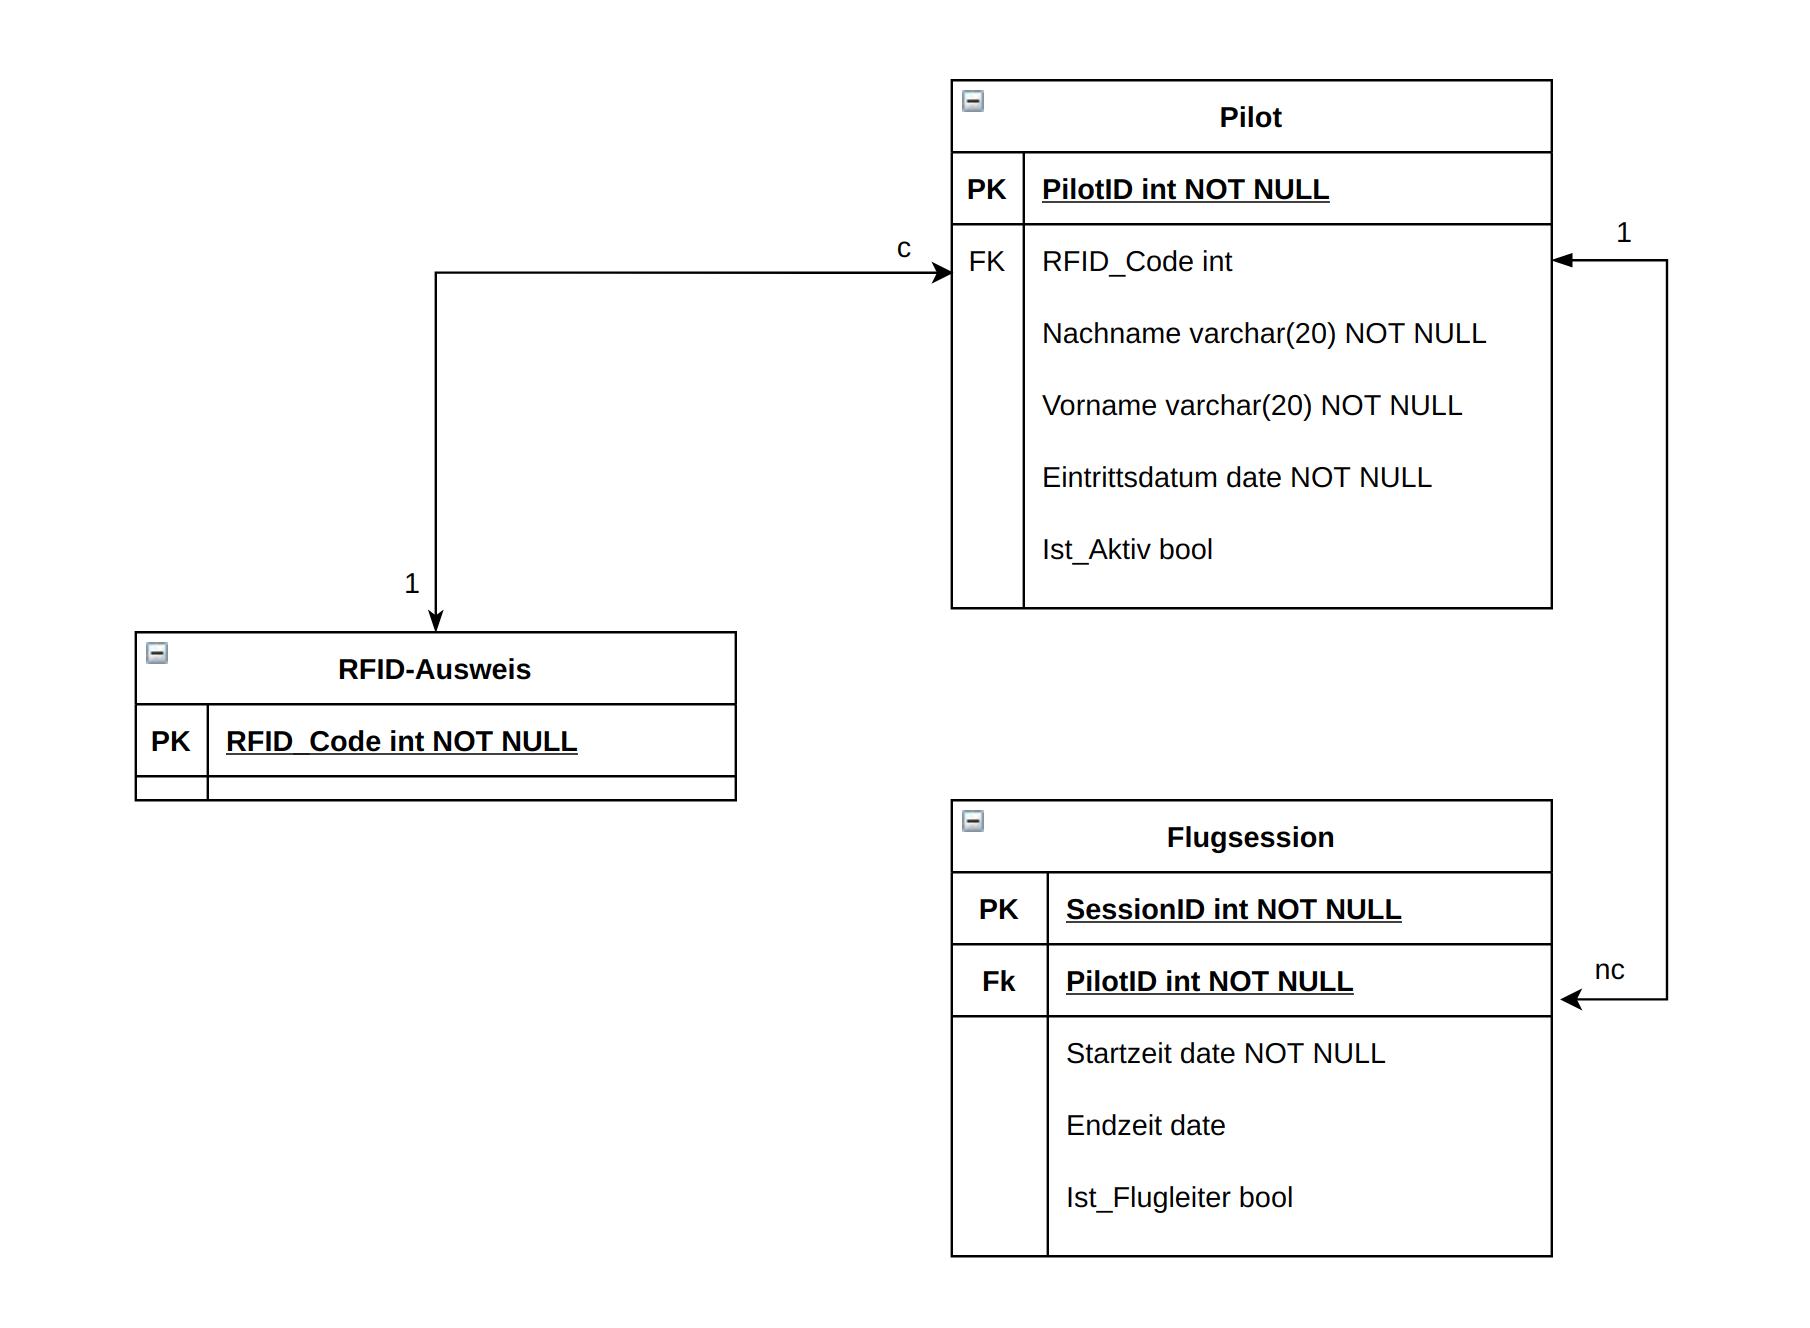 Pilot
PK PilotID int NOT NULL
FK RFID_Code int
Nachname varchar(20) NOT NULL
Vorname varchar(20) NOT NULL
Eintrittsdatum date NOT NULL
Ist_Aktiv bool
c
1
1
nc
RFID-Ausweis
PK RFID_Code int NOT NULL
Flugsession
PK SessionID int NOT NULL
Fk PilotID int NOT NULL
Startzeit date NOT NULL
Endzeit date
Ist_Flugleiter bool